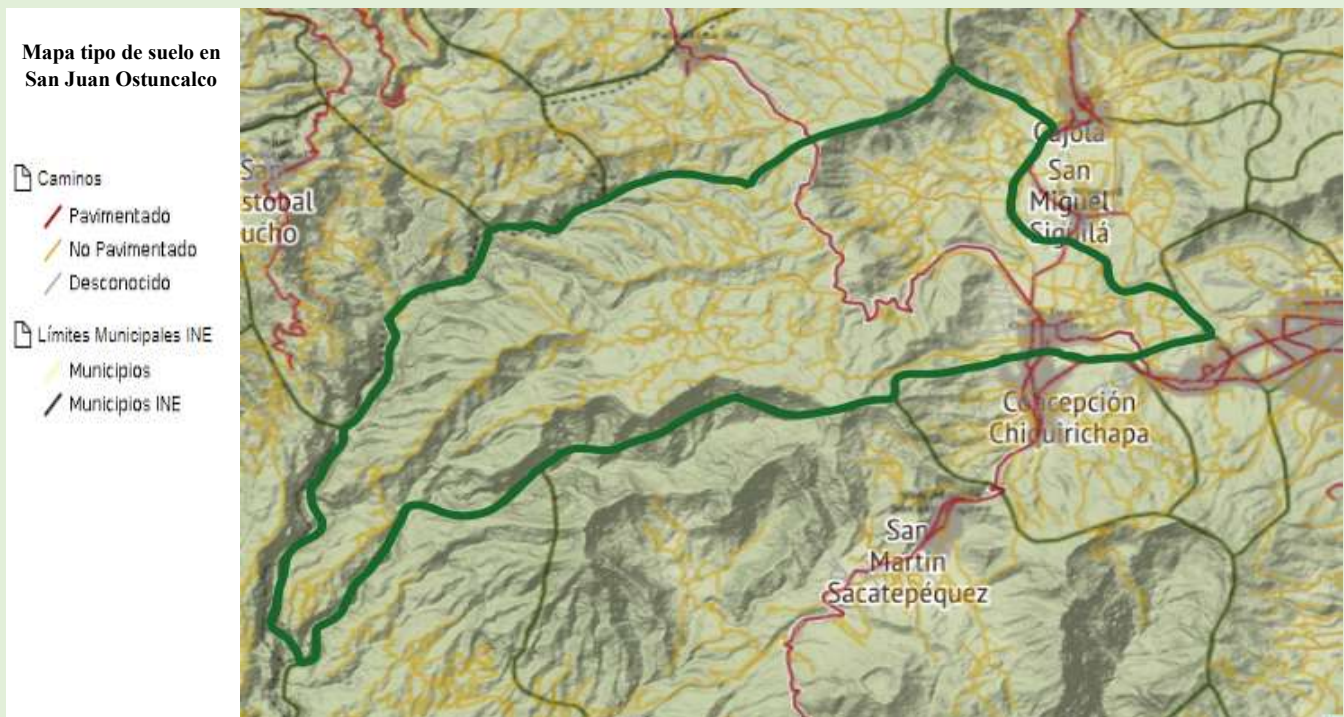 Mapa tipo de suelo en
San Juan Ostuncalco
Caminos
Pavimentado
No Pavimentado
Desconocido
Límites Municipales INE
Municipios
Municipios INE
San
stobal
ucho
Cajolá
San
Miguel
Sigüilá
Concepción
Chiquirichapa
San
Martín
Sacatepéquez